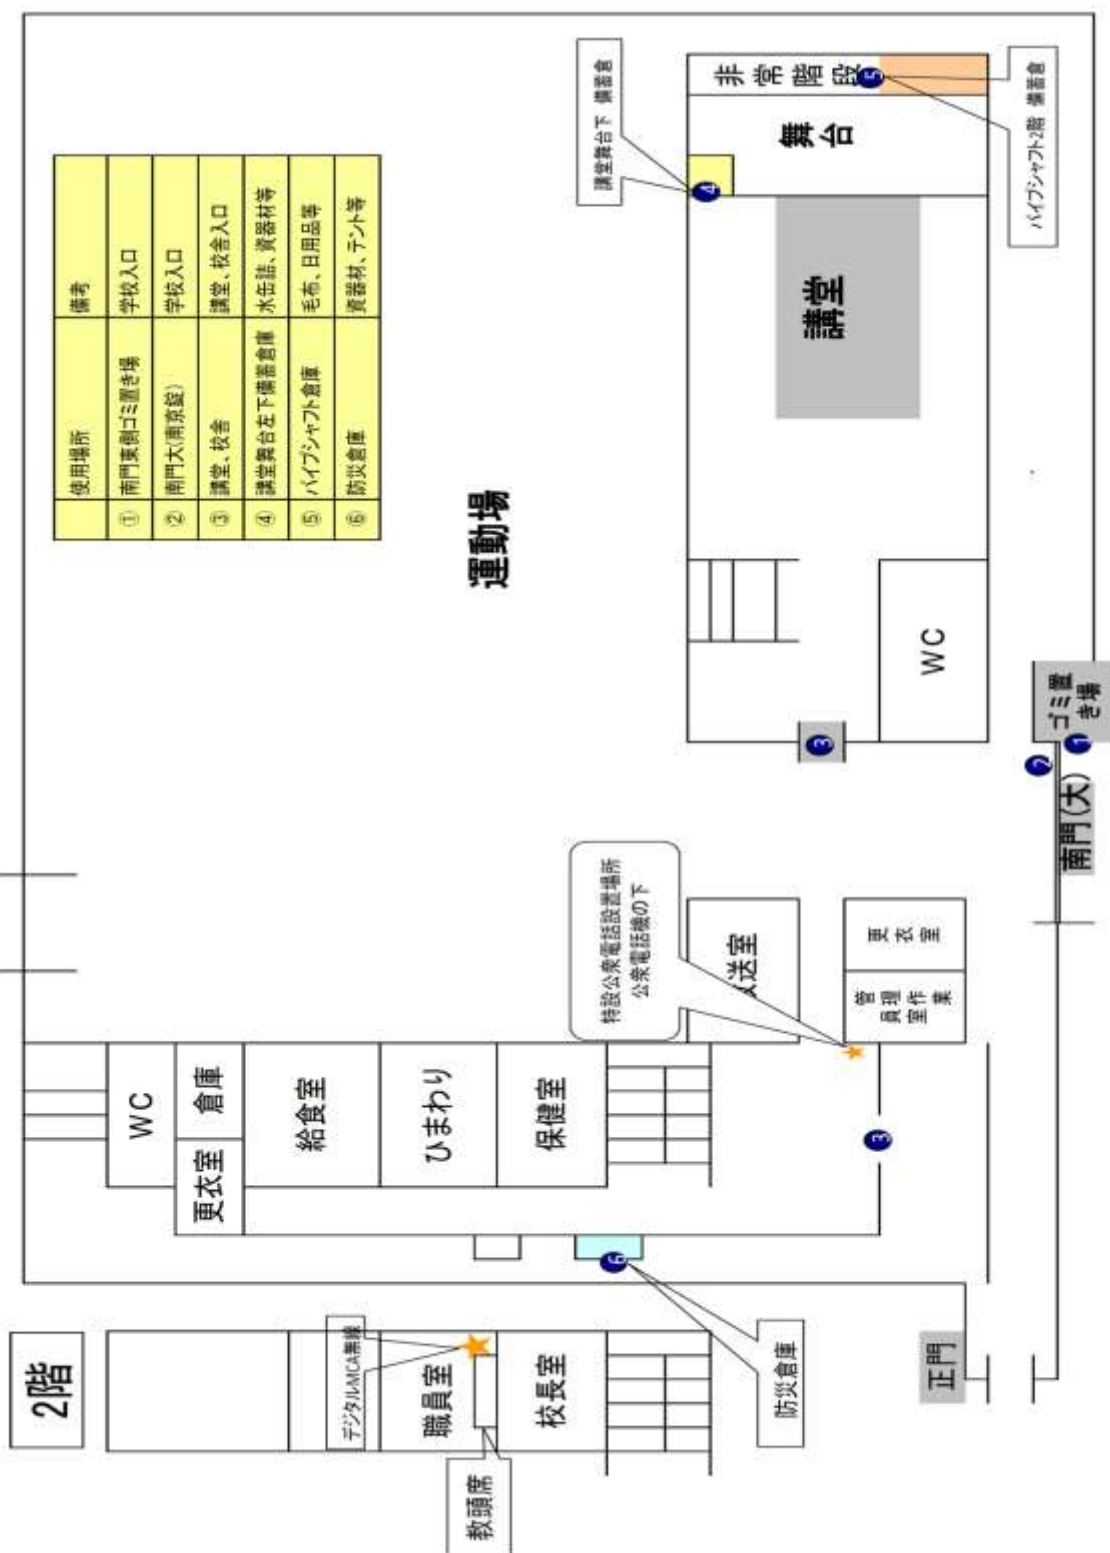 2階
デジタルMCA無線
職員室
教頭席
校長室
防災倉庫
正門
WC
更衣室
倉庫
給食室
ひまわり
保健室
6
特設公衆電話設置場所
公衆電話機の下
送室
管理
員作
室業
更衣室
3
運動場
使用場所 備考
① 南門東側ゴミ置き場 学校入口
② 南門大(南京錠) 学校入口
③ 講堂、校舎 講堂、校舎入口
④ 講堂舞台左下備蓄倉庫 水缶詰、資器材等
⑤ パイプシャフト倉庫 毛布、日用品等
⑥ 防災倉庫 資器材、テント等
講堂舞台下 備蓄倉
4
非常階段
5
舞台
講堂
パイプシャフト2階 備蓄倉
WC
3
ゴミ置
き場
1
2
南門(大)